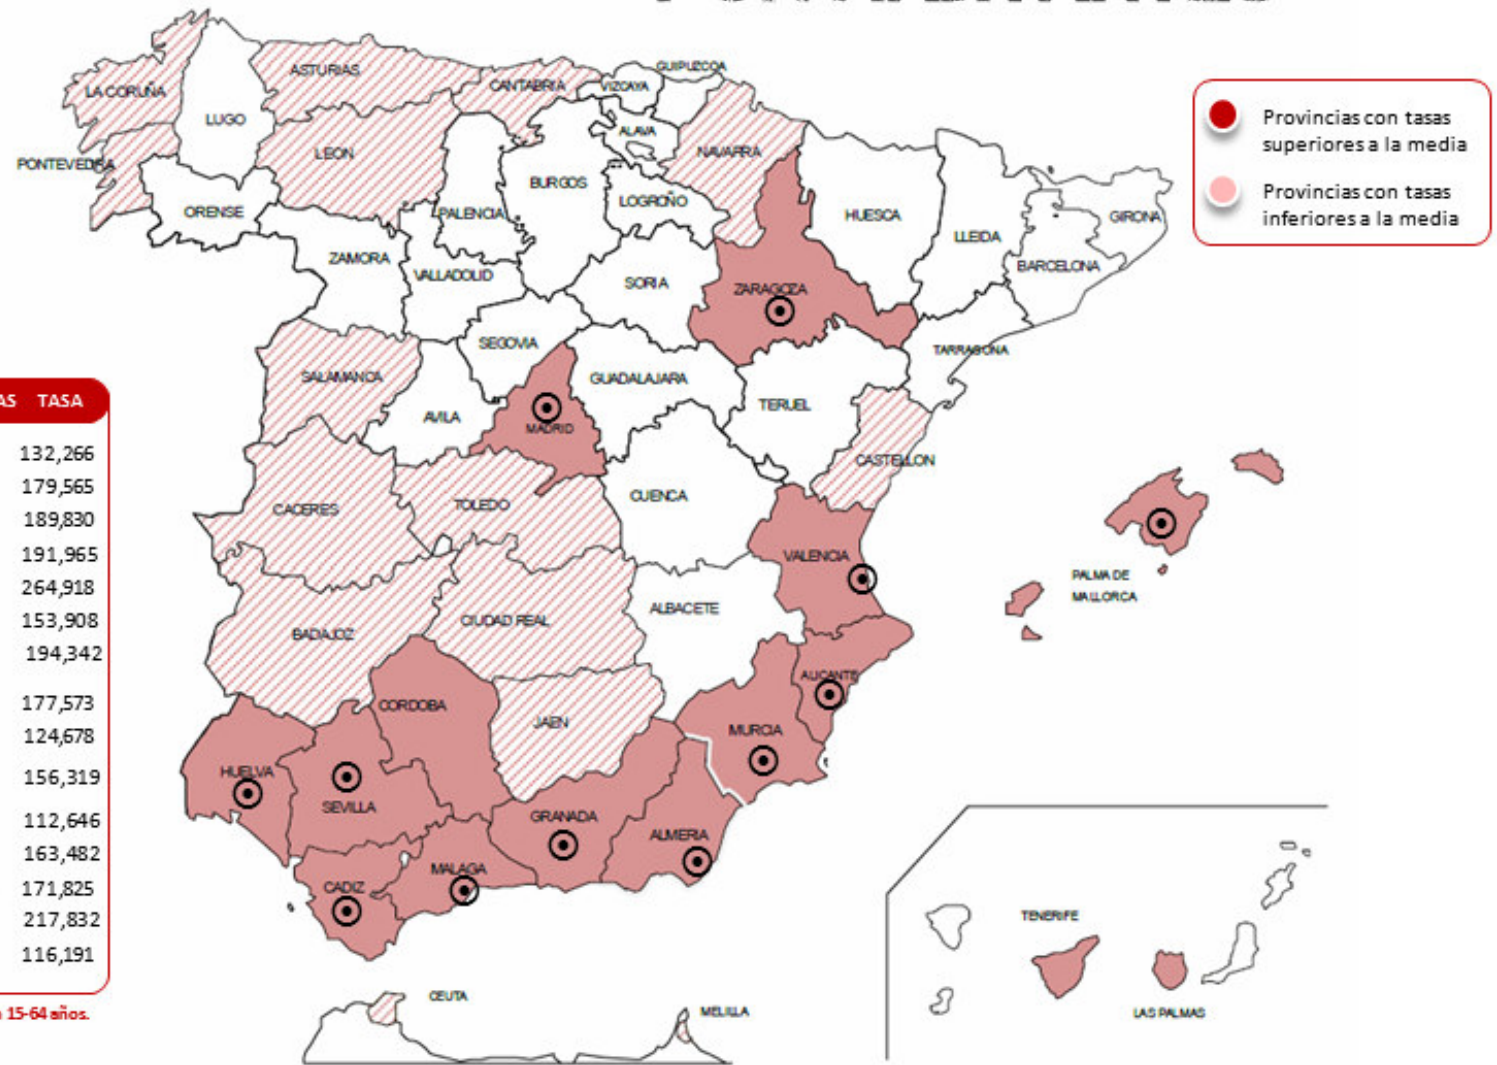 GUIPUZCOA
ASTURIAS
CANTABRIA
VIZCAYA
LA CORUÑA
LUGO
ALAVA
Provincias con tasas
superiores a la media
PONTEVEDRA
LEON
NAVARRA
BURGOS
LOGROÑO
Provincias con tasas
inferiores a la media
ORENSE
PALENCIA
HUESCA
GIRONA
LLEIDA
ZAMORA
VALLADOLID
SORIA
BARCELONA
ZARAGOZA
SEGOVIA
TARRAGONA
SALAMANCA
GUADALAJARA
AVILA
TERUEL
MADRID
CASTELLON
AS TASA
132,266
179,565
189,830
191,965
264,918
153,908
194,342
177,573
124,678
156,319
112,646
163,482
171,825
217,832
116,191
15-64 años.
CACERES
TOLEDO
CUENCA
VALENCIA
PALMA DE
MALLORCA
BADAJOZ
CIUDAD REAL
ALBACETE
ALICANTE
CORDOBA
JAEN
MURCIA
HUELVA
SEVILLA
GRANADA
ALMERIA
MALAGA
CADIZ
TENERIFE
LAS PALMAS
CEUTA
MELILLA